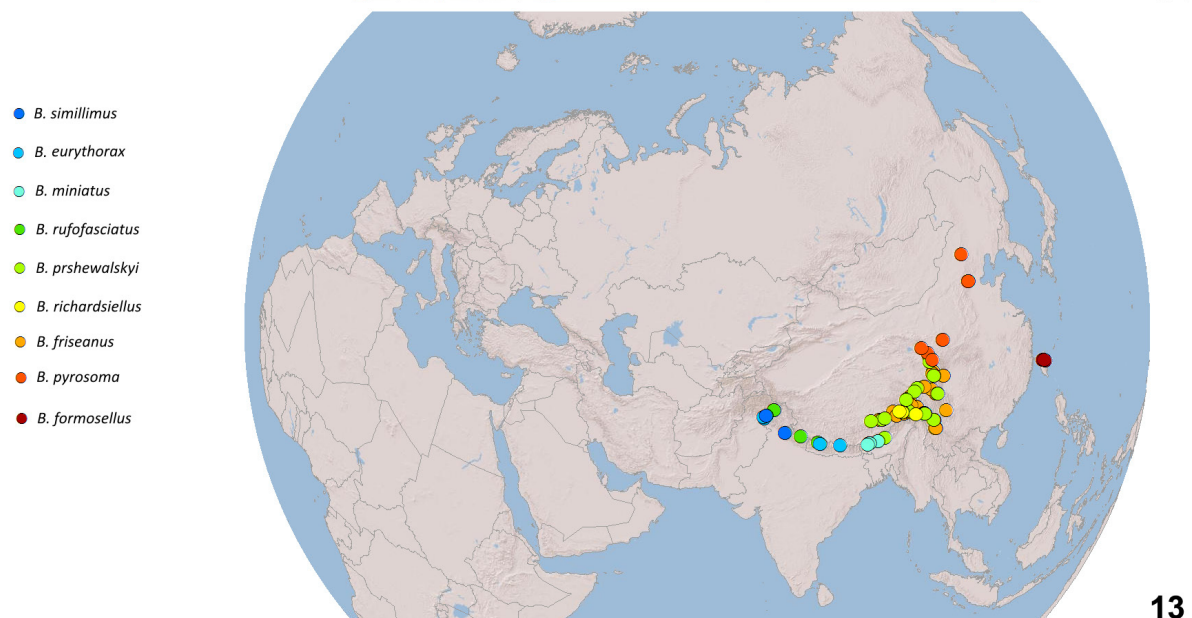 B. simillimus
B. eurythorax
B. miniatus
B. rufofasciatus
B. prshewalskyi
B. richardsiellus
B. friseanus
B. pyrosoma
B. formosellus
13